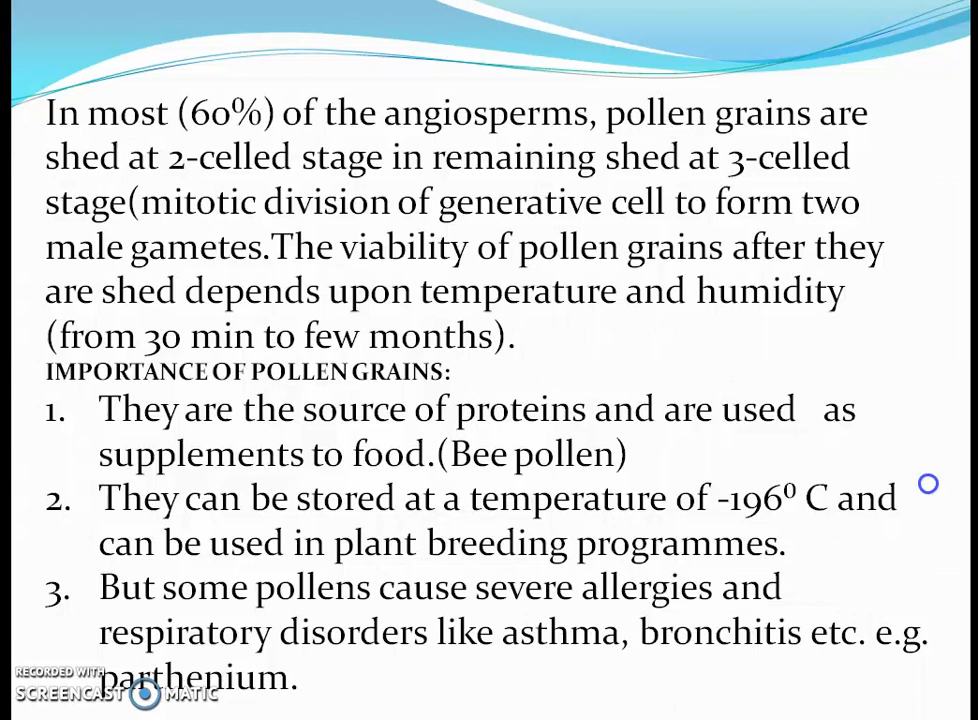 In most (60%) of the angiosperms, pollen grains are
shed at 2-celled stage in remaining shed at 3-celled
stage(mitotic division of generative cell to form two
male gametes.The viability of pollen grains after they
are shed depends upon temperature and humidity
(from 30 min to few months).
IMPORTANCE OF POLLEN GRAINS:
1. They are the source of proteins and are used as
supplements to food.(Bee pollen)
2. They can be stored at a temperature of -196⁰ C and
can be used in plant breeding programmes.
3. But some pollens cause severe allergies and
respiratory disorders like asthma, bronchitis etc. e.g.
parthenium.
RECORDED WITH
SCREENCAST MATIC